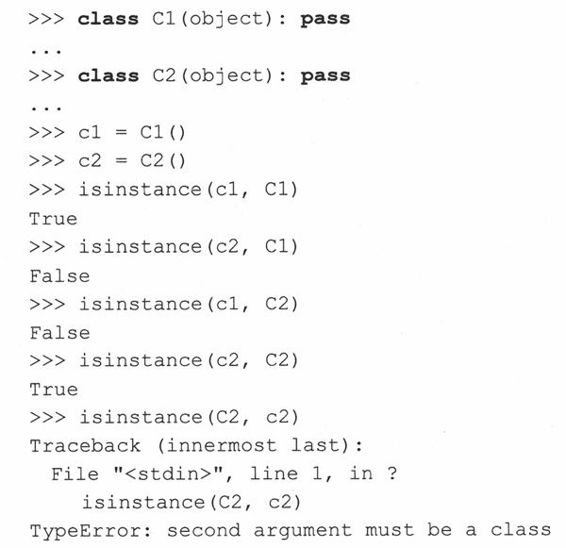 >>> class C1(object): pass
...
>>> class C2(object): pass
...
>>> c1 = C1()
>>> c2 = C2()
>>> isinstance(c1, C1)
True
>>> isinstance(c2, C1)
False
>>> isinstance(c1, C2)
False
>>> isinstance(c2, C2)
True
>>> isinstance(C2, c2)
Traceback (innermost last):
  File "<stdin>", line 1, in ?
    isinstance(C2, c2)
TypeError: second argument must be a class